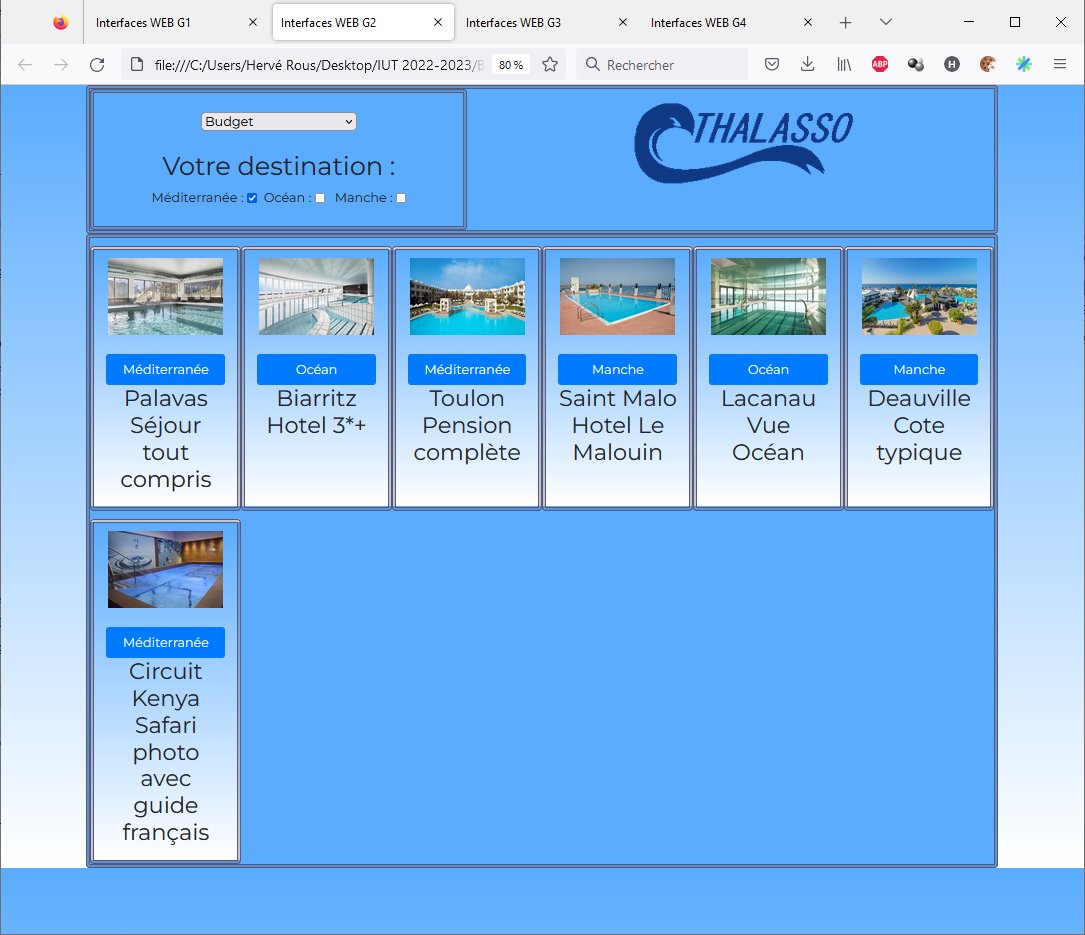 Interfaces WEB G1
Interfaces WEB G2
Interfaces WEB G3
Interfaces WEB G4
file:///C:/Users/Hervé Rous/Desktop/IUT 2022-2023/
80 %
Rechercher
ABP
H
Budget
THALASSO
Votre destination :
Méditerranée : Océan : Manche :
Méditerranée
Palavas
Séjour
tout
compris
Océan
Biarritz
Hotel 3*+
Méditerranée
Toulon
Pension
complète
Manche
Saint Malo
Hotel Le
Malouin
Océan
Lacanau
Vue
Océan
Manche
Deauville
Cote
typique
Méditerranée
Circuit
Kenya
Safari
photo
avec
guide
français